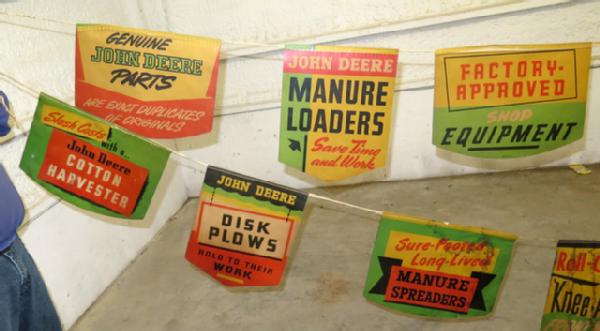 GENUINE
JOHN DEERE
PARTS
ARE EXACT DUPLICATES
OF ORIGINALS
JOHN DEERE
MANURE
LOADERS
Save Time
and Work
FACTORY-
APPROVED
SHOP
EQUIPMENT
Slash Costs
with a
John Deere
COTTON
HARVESTER
JOHN DEERE
DISK
PLOWS
HOLD TO THEIR
WORK
Sure-Footed
Long-Lived
MANURE
SPREADERS
Roll-
Knee-